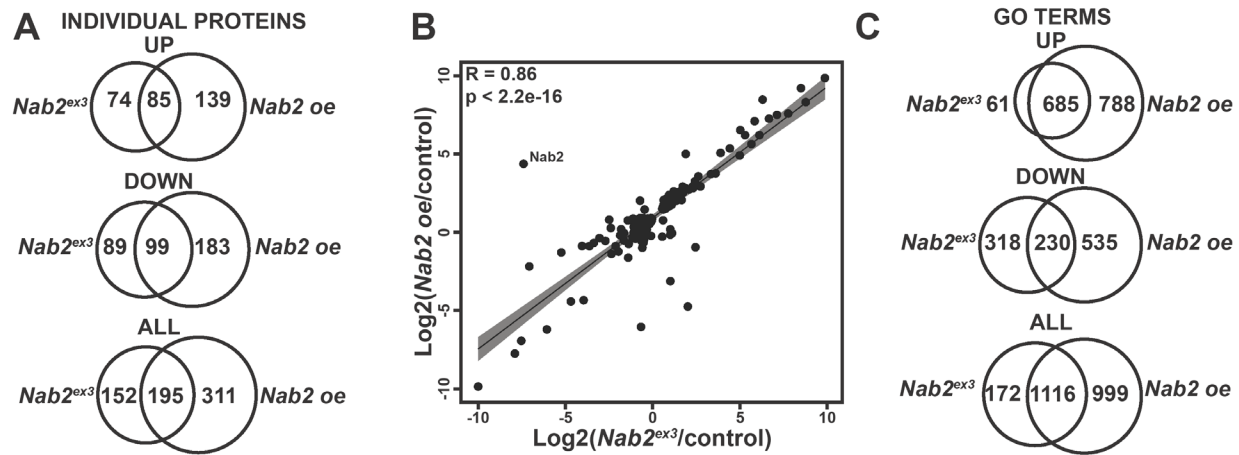 A
INDIVIDUAL PROTEINS
UP
Nab2ex3 74 85 139 Nab2 oe
DOWN
Nab2ex3 89 99 183 Nab2 oe
ALL
Nab2ex3 152 195 311 Nab2 oe
B
R = 0.86
p < 2.2e-16
Nab2
Log2(Nab2 oe/control)
10
5
0
-5
-10
-10 -5 0 5 10
Log2(Nab2ex3/control)
C
GO TERMS
UP
Nab2ex3 61 685 788 Nab2 oe
DOWN
Nab2ex3 318 230 535 Nab2 oe
ALL
Nab2ex3 172 1116 999 Nab2 oe